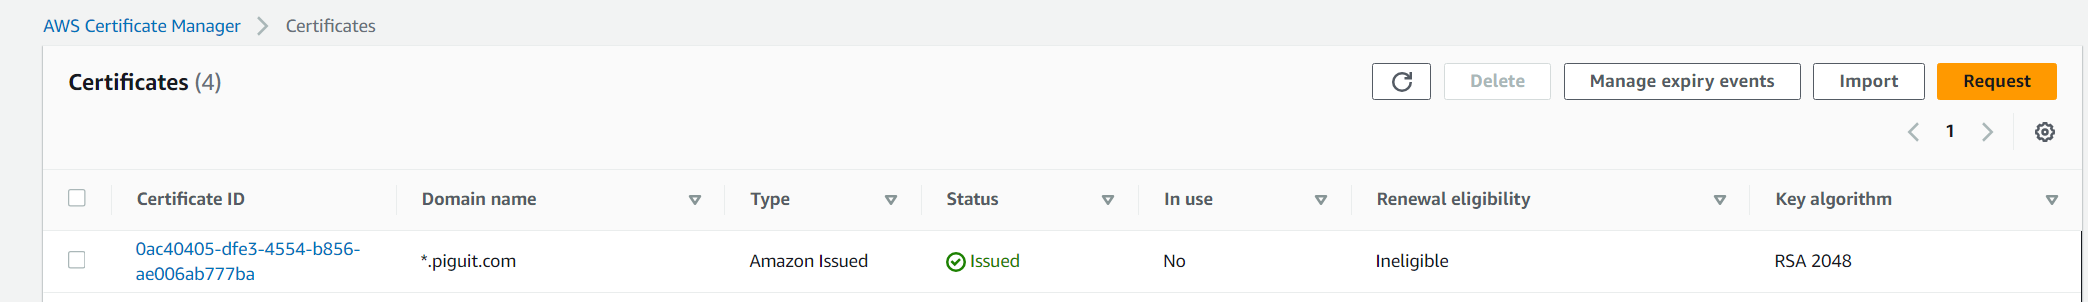 AWS Certificate Manager > Certificates
Certificates (4)
Delete
Manage expiry events
Import
Request
1
Certificate ID
Domain name
Type
Status
In use
Renewal eligibility
Key algorithm
0ac40405-dfe3-4554-b856-
ae006ab777ba
*.piguit.com
Amazon Issued
Issued
No
Ineligible
RSA 2048